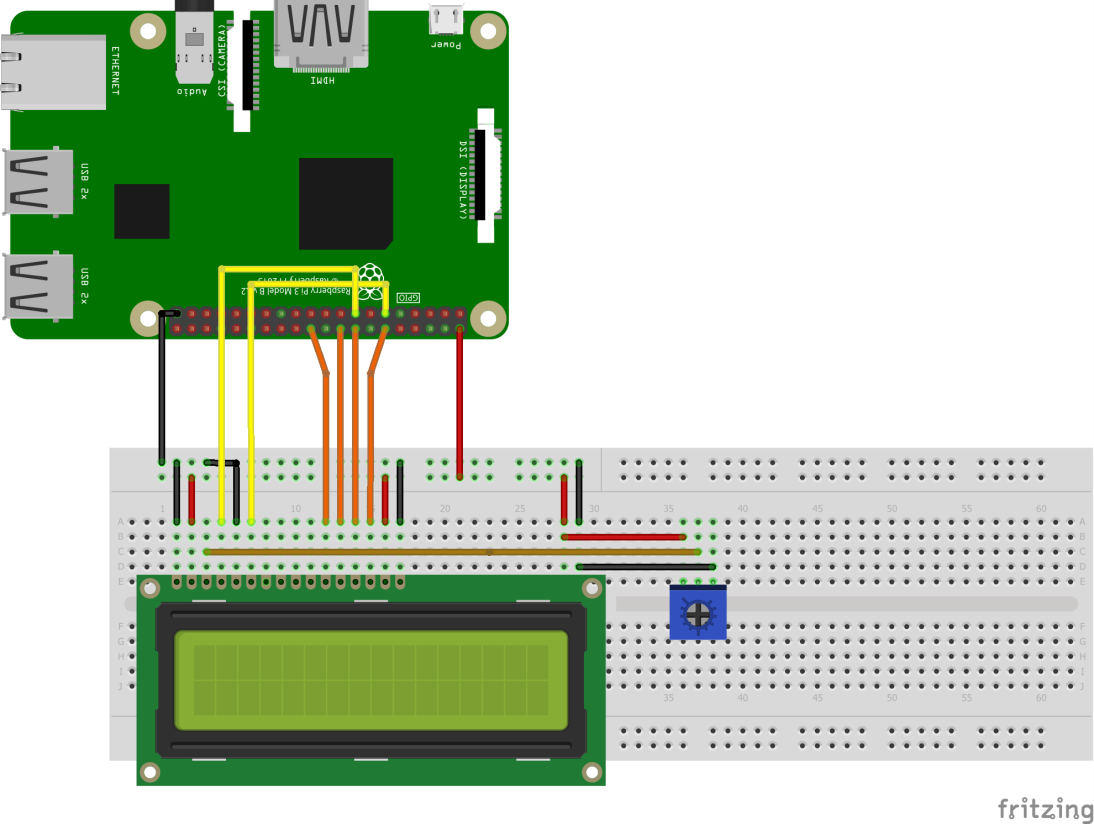 Power
HDMI
Audio
CSI (CAMERA)
ETHERNET
DSI (DISPLAY)
USB 2x
USB 2x
© Raspberry Pi 2015
Raspberry Pi 3 Model B v1.2
GPIO
1 10 20 25 30 35 40 45 50 55 60
A A
B B
C C
D D
E E
F F
G G
H H
I I
J J
35 40 45 50 55 60
fritzing